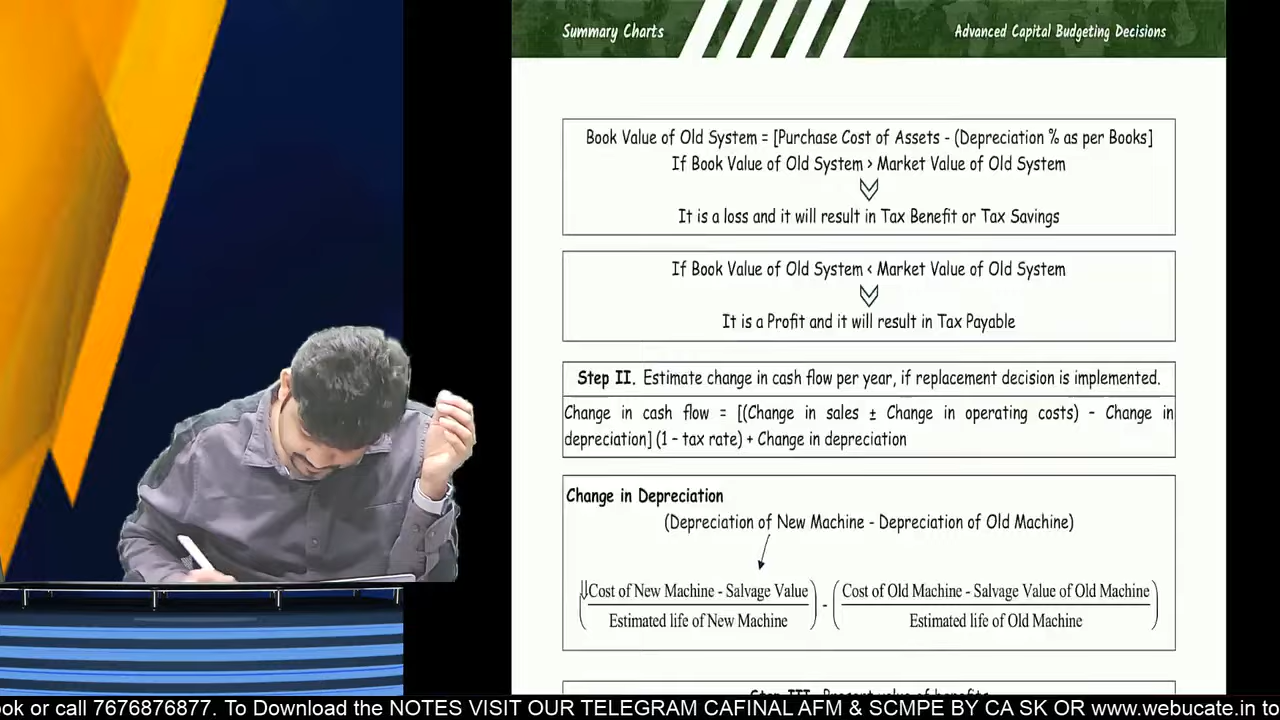 Summary Charts
Advanced Capital Budgeting Decisions
Book Value of Old System = [Purchase Cost of Assets - (Depreciation % as per Books]
If Book Value of Old System > Market Value of Old System
It is a loss and it will result in Tax Benefit or Tax Savings
If Book Value of Old System < Market Value of Old System
It is a Profit and it will result in Tax Payable
Step II. Estimate change in cash flow per year, if replacement decision is implemented.
Change in cash flow = [(Change in sales ± Change in operating costs) – Change in
depreciation] (1 – tax rate) + Change in depreciation
Change in Depreciation
(Depreciation of New Machine - Depreciation of Old Machine)
(Cost of New Machine - Salvage Value / Estimated life of New Machine) - (Cost of Old Machine - Salvage Value of Old Machine / Estimated life of Old Machine)
Step III. Present value of benefits
ook or call 7676876877. To Download the NOTES VISIT OUR TELEGRAM CAFINAL AFM & SCMPE BY CA SK OR www.webucate.in to